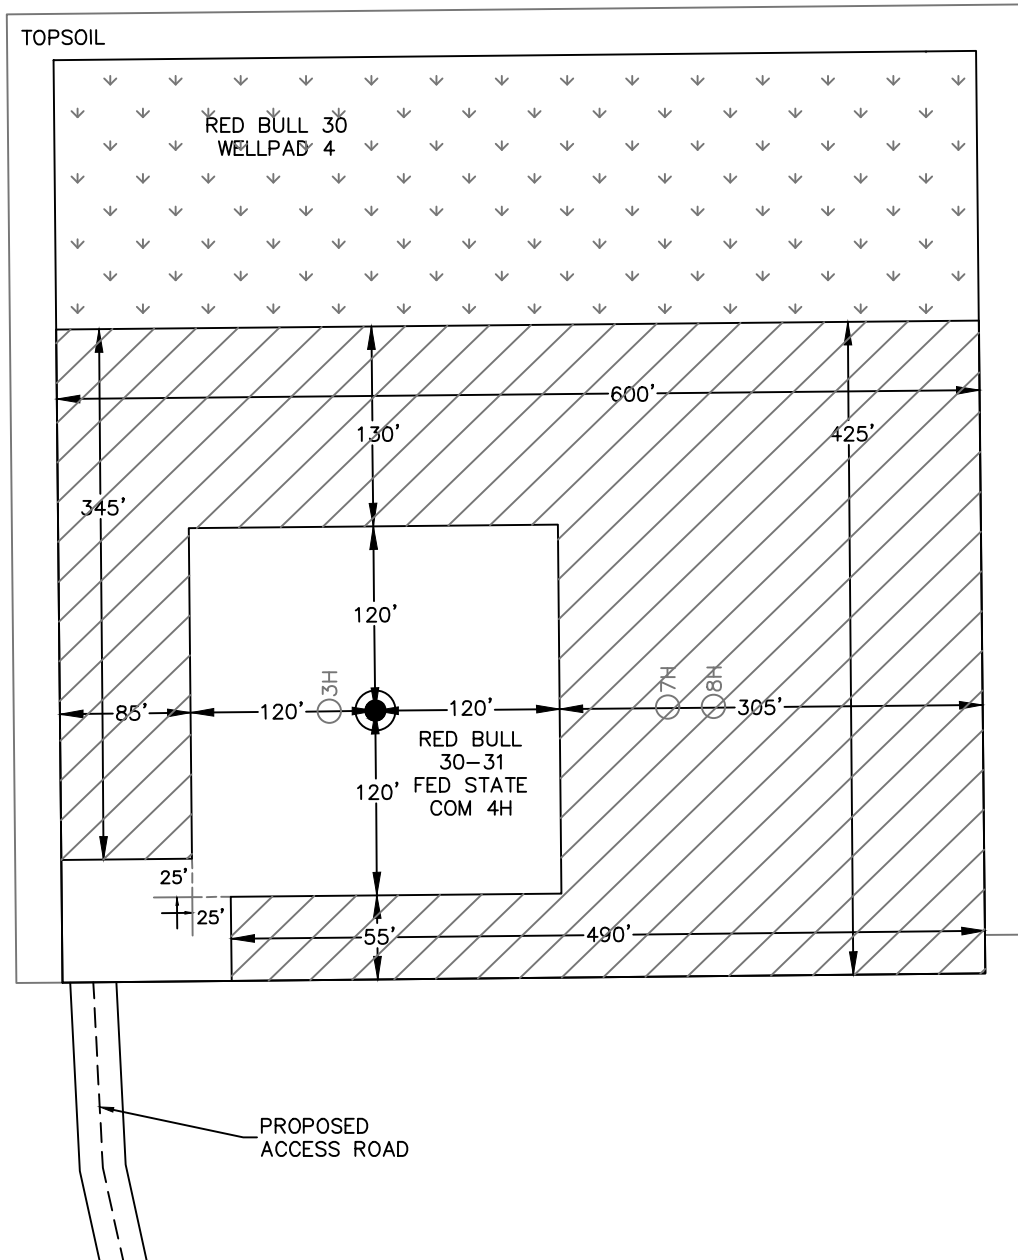 TOPSOIL
RED BULL 30
WELLPAD 4
600'
130'
425'
345'
120'
3H
7H
8H
85'
120'
120'
305'
RED BULL
30-31
FED STATE
COM 4H
120'
25'
25'
55'
490'
PROPOSED
ACCESS ROAD